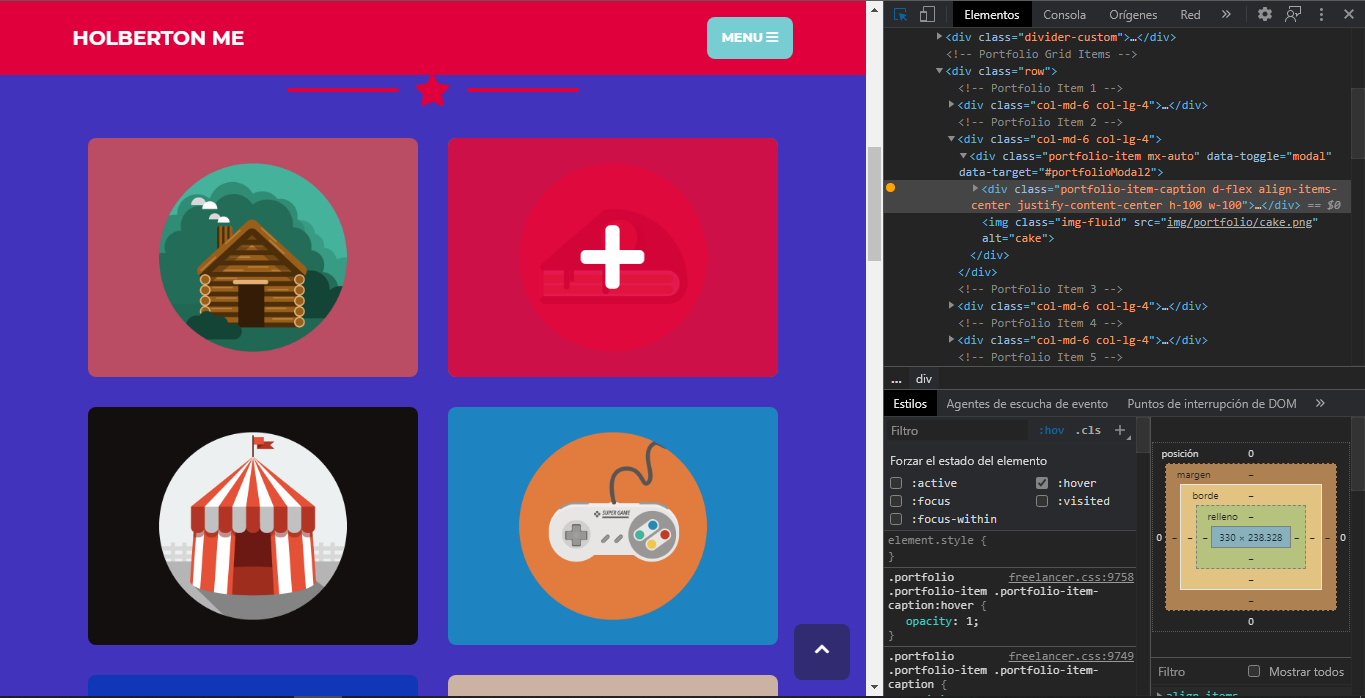 HOLBERTON ME
MENU
SUPER GAME
Elementos
Consola
Orígenes
Red
»
<div class="divider-custom">…</div>
<!-- Portfolio Grid Items -->
<div class="row">
<!-- Portfolio Item 1 -->
<div class="col-md-6 col-lg-4">…</div>
<!-- Portfolio Item 2 -->
<div class="col-md-6 col-lg-4">
<div class="portfolio-item mx-auto" data-toggle="modal"
data-target="#portfolioModal2">
<div class="portfolio-item-caption d-flex align-items-
center justify-content-center h-100 w-100">…</div> == $0
<img class="img-fluid" src="img/portfolio/cake.png"
alt="cake">
</div>
</div>
<!-- Portfolio Item 3 -->
<div class="col-md-6 col-lg-4">…</div>
<!-- Portfolio Item 4 -->
<div class="col-md-6 col-lg-4">…</div>
<!-- Portfolio Item 5 -->
... div
Estilos
Agentes de escucha de evento
Puntos de interrupción de DOM
»
Filtro
:hov
.cls
+
Forzar el estado del elemento
:active
:hover
:focus
:visited
:focus-within
element.style {
}
.portfolio freelancer.css:9758
.portfolio-item .portfolio-item-
caption:hover {
opacity: 1;
}
.portfolio freelancer.css:9749
.portfolio-item .portfolio-item-
caption {
posición 0
margen –
borde –
relleno –
0 – – – 330 × 238.328 – – – 0
–
–
–
0
Filtro
Mostrar todos
align-items